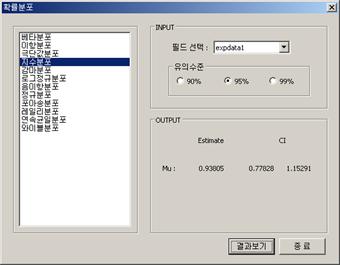 확률분포
베타분포
이항분포
극단값분포
지수분포
감마분포
로그정규분포
음이항분포
정규분포
포아송분포
레일리분포
연속균일분포
와이블분포
INPUT
필드 선택 : expdata1
유의수준
90% 95% 99%
OUTPUT
Estimate CI
Mu : 0.93805 0.77828 1.15291
결과보기 종 료